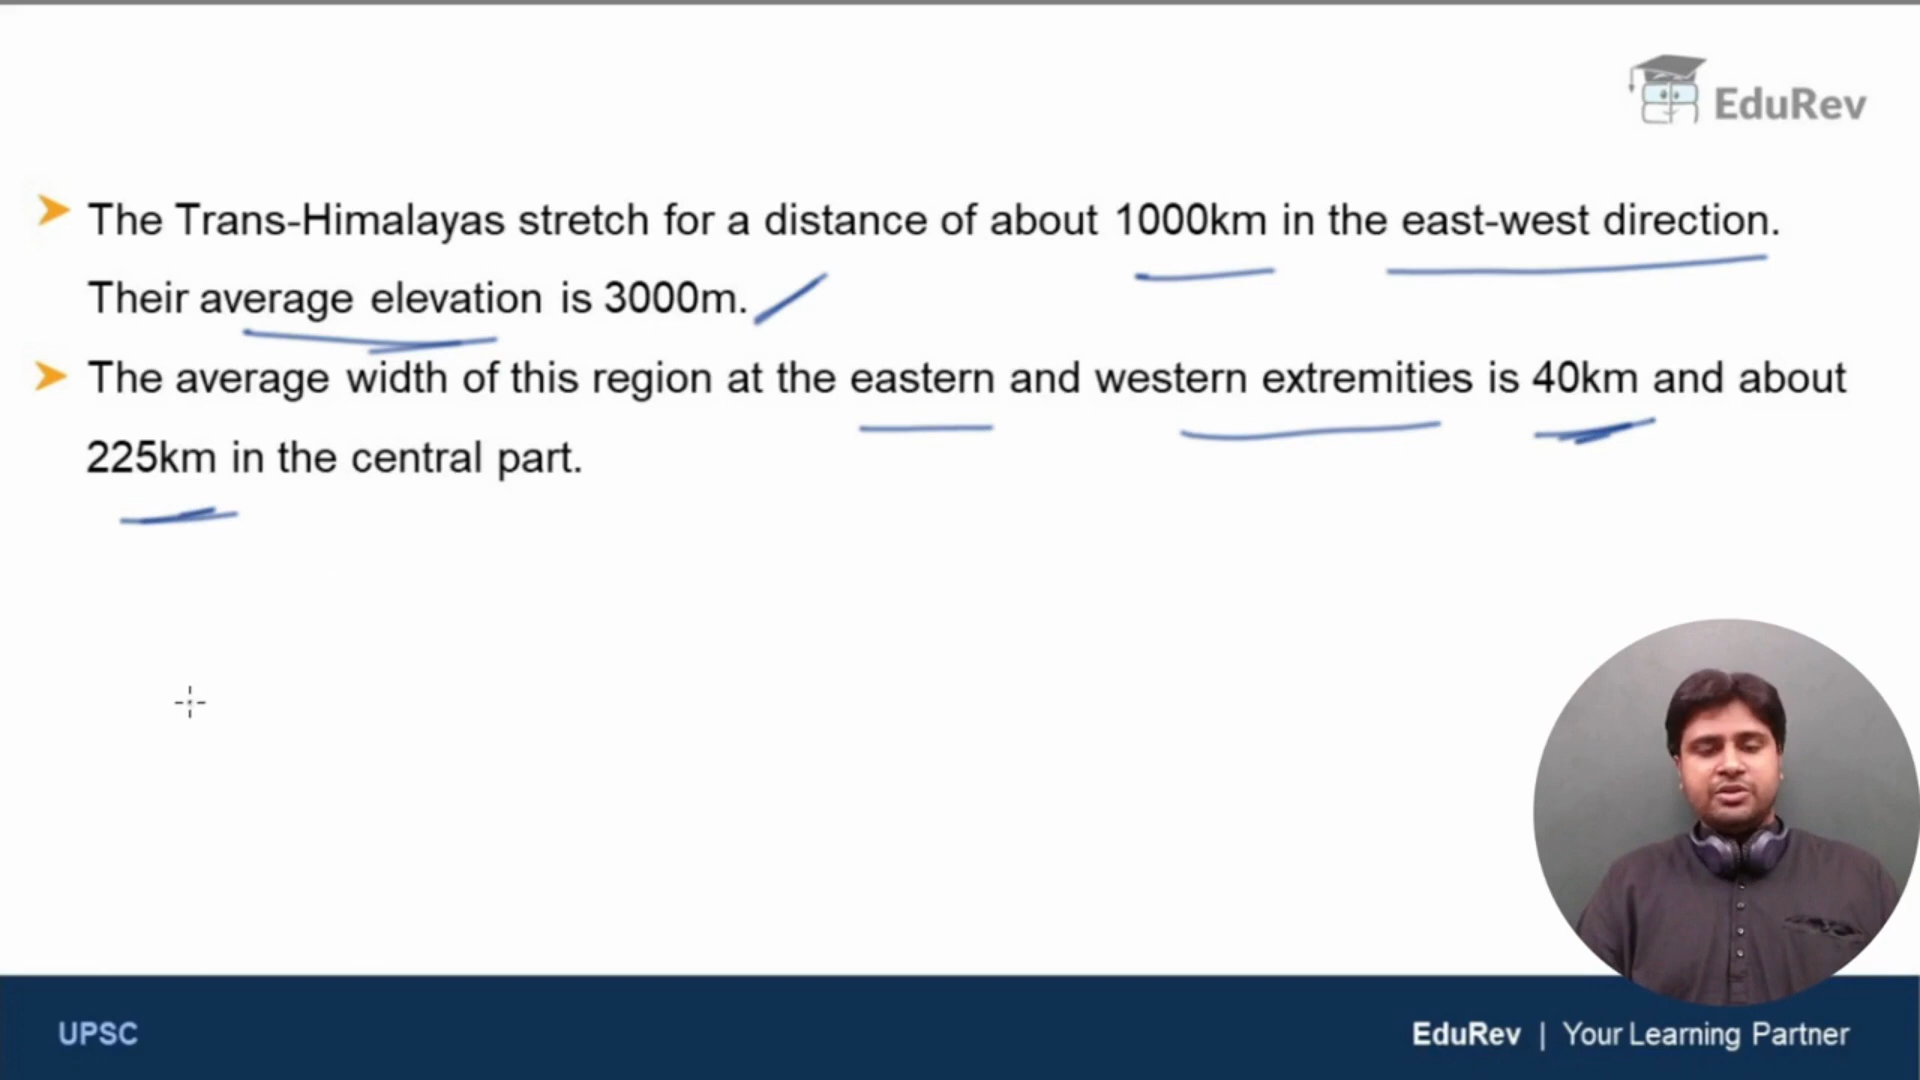 EduRev
The Trans-Himalayas stretch for a distance of about 1000km in the east-west direction.
Their average elevation is 3000m.
The average width of this region at the eastern and western extremities is 40km and about
225km in the central part.
UPSC
EduRev | Your Learning Partner